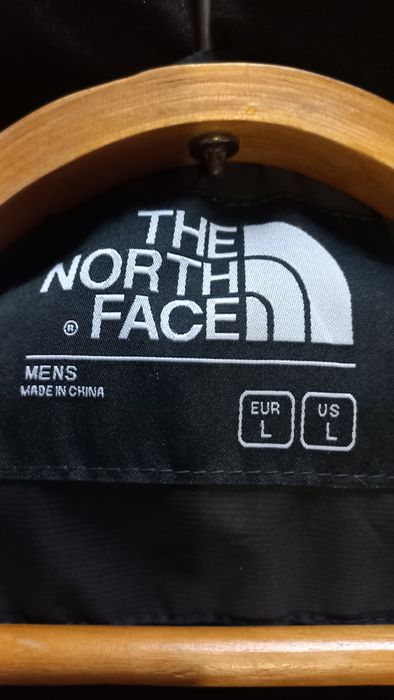 THE
NORTH
® FACE
MENS
MADE IN CHINA
EUR
L
US
L